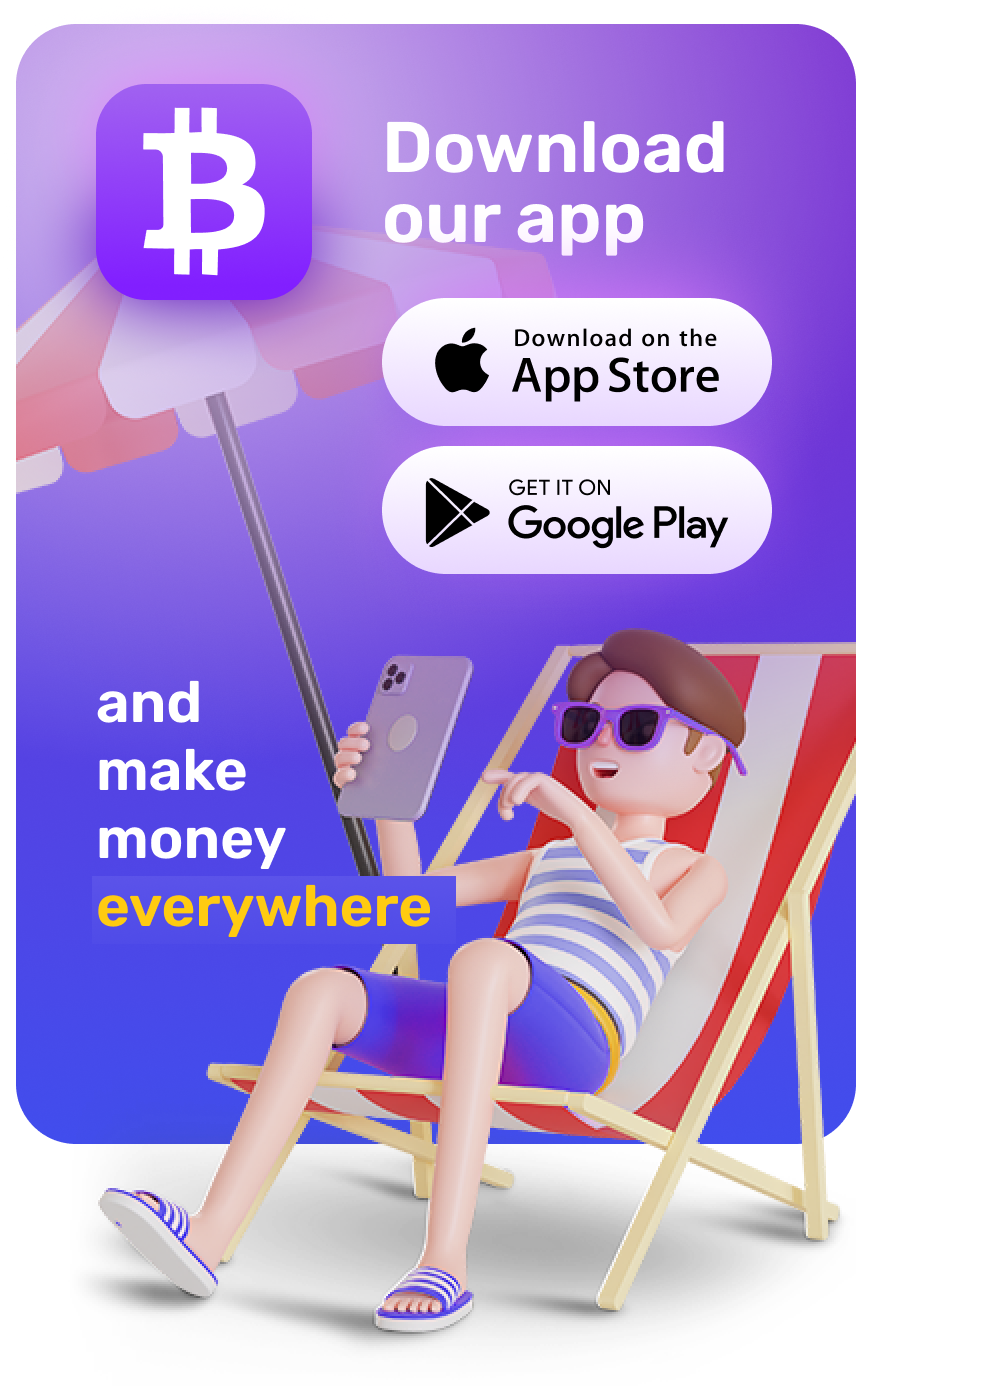 Download
our app
Download on the
App Store
GET IT ON
Google Play
and
make
money
everywhere